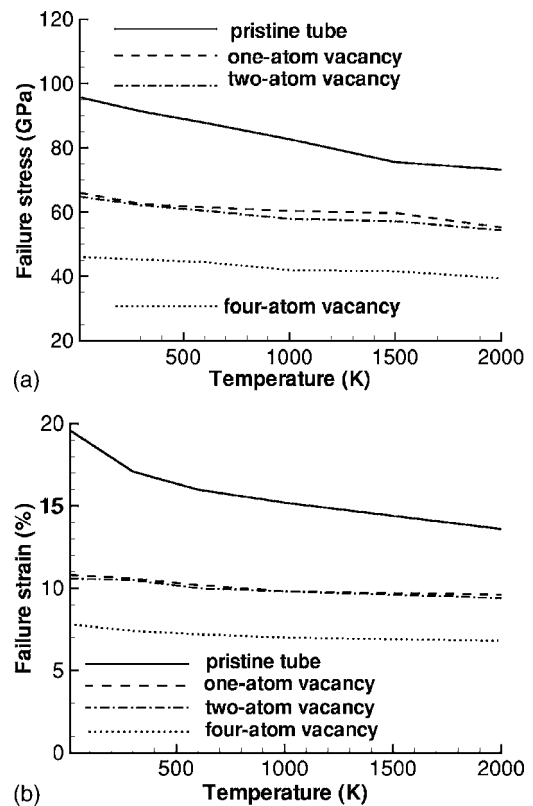 120
pristine tube
one-atom vacancy
two-atom vacancy
100
80
60
40
20
Failure stress (GPa)
four-atom vacancy
500 1000 1500 2000
(a) Temperature (K)
20
15
10
5
0
Failure strain (%)
pristine tube
one-atom vacancy
two-atom vacancy
four-atom vacancy
500 1000 1500 2000
(b) Temperature (K)